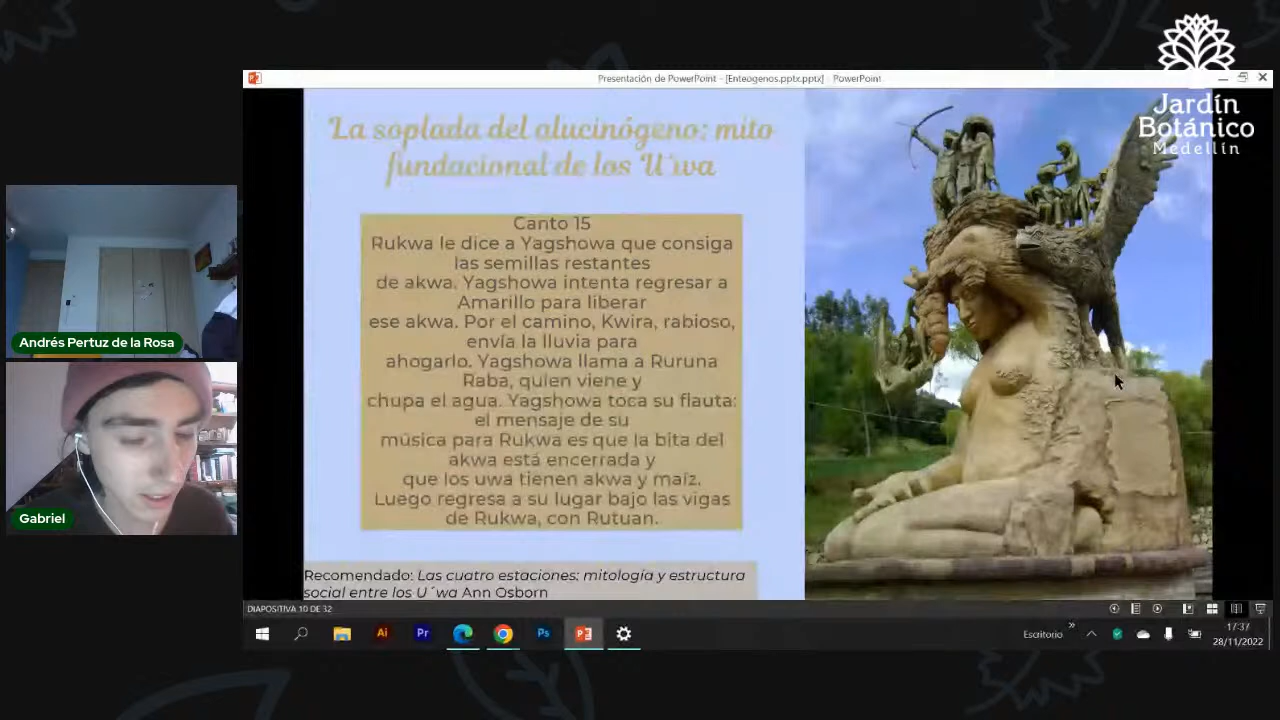 Presentación de PowerPoint - [Enteogenos.pptx.pptx] - PowerPoint
Jardín
Botánico
Medellín
La soplada del alucinógeno: mito
fundacional de los U´wa
Canto 15
Rukwa le dice a Yagshowa que consiga
las semillas restantes
de akwa. Yagshowa intenta regresar a
Amarillo para liberar
ese akwa. Por el camino, Kwira, rabioso,
envía la lluvia para
ahogarlo. Yagshowa llama a Ruruna
Raba, quien viene y
chupa el agua. Yagshowa toca su flauta:
el mensaje de su
música para Rukwa es que la bita del
akwa está encerrada y
que los uwa tienen akwa y maíz.
Luego regresa a su lugar bajo las vigas
de Rukwa, con Rutuan.
Recomendado: Las cuatro estaciones: mitología y estructura
social entre los U´wa Ann Osborn
Andrés Pertuz de la Rosa
Gabriel
DIAPOSITIVA 10 DE 32
Ai
Pr
Ps
Escritorio
17:37
28/11/2022